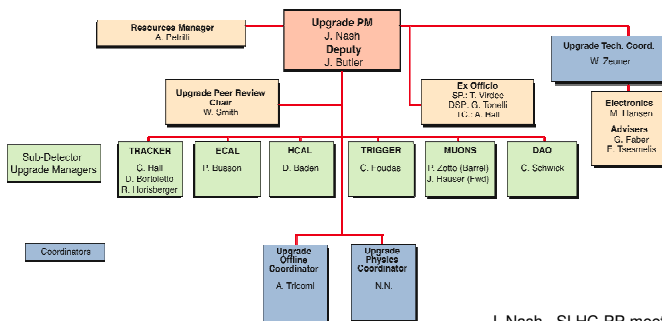 Resources Manager
A. Petrilli
Upgrade PM
J. Nash
Deputy
J. Butler
Upgrade Tech. Coord.
W. Zeuner
Upgrade Peer Review
Chair
W. Smith
Ex Officio
SP.: T. Virdee
DSP. G. Tonelli
TC.: A. Ball
Electronics
M. Hansen
Advisers
G. Faber
E. Tsesmelis
Sub-Detector
Upgrade Managers
TRACKER
G. Hall
D. Bortoletto
R. Horisberger
ECAL
P. Busson
HCAL
D. Baden
TRIGGER
C. Foudas
MUONS
P. Zotto (Barrel)
J. Hauser (Fwd)
DAQ
C. Schwick
Coordinators
Upgrade
Offline
Coordinator
A. Tricomi
Upgrade
Physics
Coordinator
N.N.
J. Nash - SLHC-PP